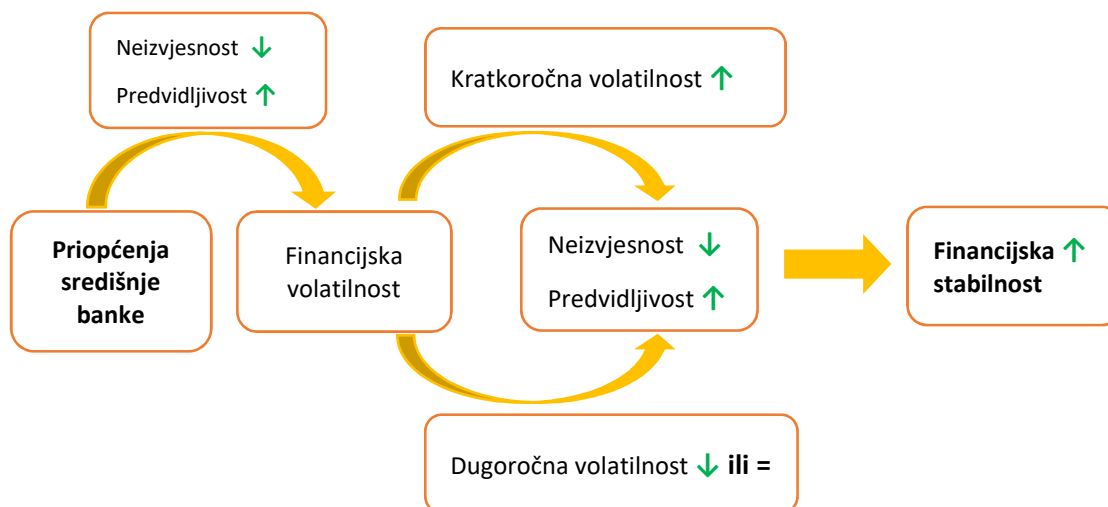 Neizvjesnost ↓
Predvidljivost ↑
Kratkoročna volatilnost ↑
Priopćenja
središnje
banke
Financijska
volatilnost
Neizvjesnost ↓
Predvidljivost ↑
Financijska ↑
stabilnost
Dugoročna volatilnost ↓ ili =